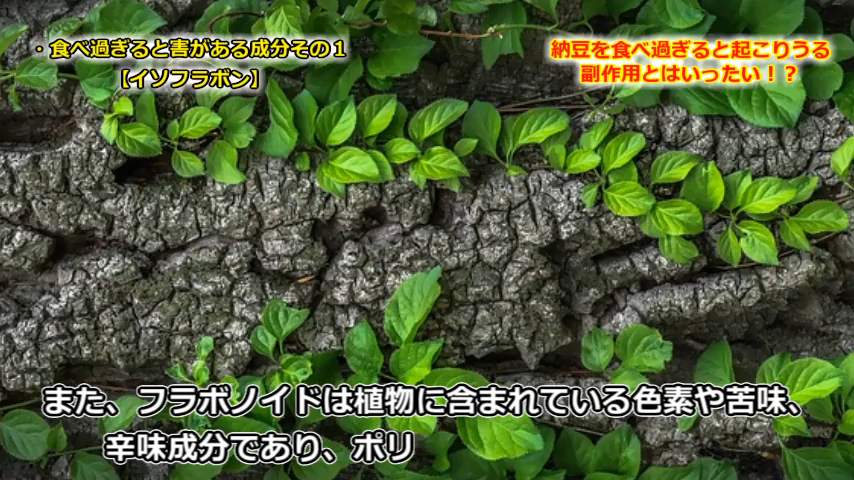 ・食べ過ぎると害がある成分その１
【イソフラボン】
納豆を食べ過ぎると起こりうる
副作用とはいったい！？
また、フラボノイドは植物に含まれている色素や苦味、
辛味成分であり、ポリ